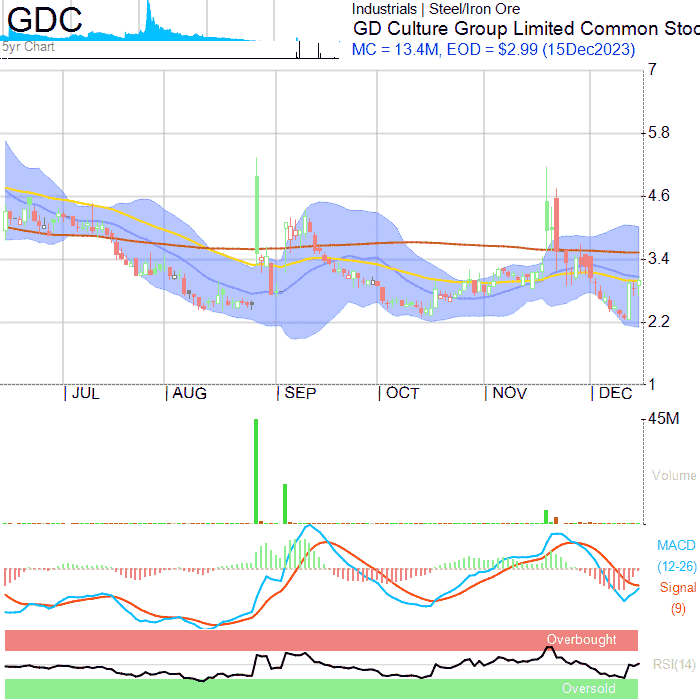 GDC
5yr Chart
Industrials | Steel/Iron Ore
GD Culture Group Limited Common Stoc
MC = 13.4M, EOD = $2.99 (15Dec2023)
7
5.8
4.6
3.4
2.2
1
JUL
AUG
SEP
OCT
NOV
DEC
45M
Volume
MACD
(12-26)
Signal
(9)
Overbought
RSI(14)
Oversold